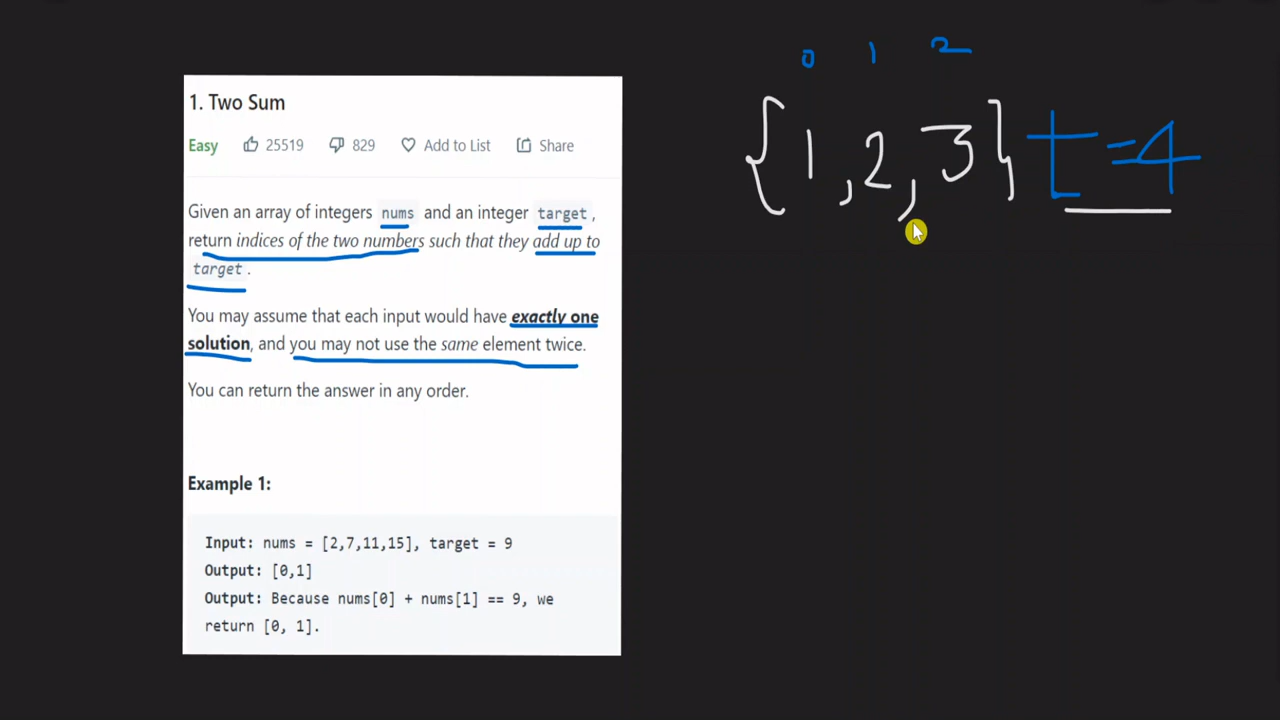 1. Two Sum
Easy 25519 829 Add to List Share
Given an array of integers nums and an integer target,
return indices of the two numbers such that they add up to
target.
You may assume that each input would have exactly one
solution, and you may not use the same element twice.
You can return the answer in any order.
Example 1:
Input: nums = [2,7,11,15], target = 9
Output: [0,1]
Output: Because nums[0] + nums[1] == 9, we
return [0, 1].
0 1 2
{1,2,3} t=4